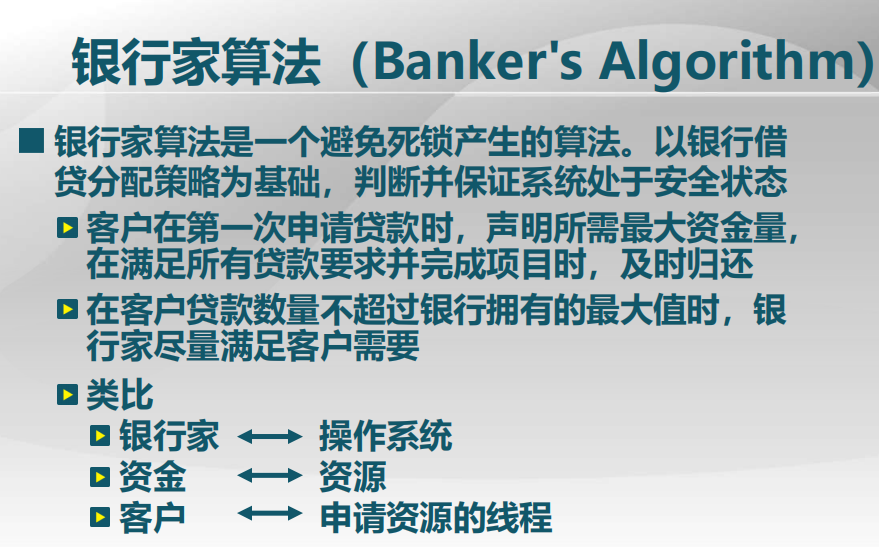 银行家算法（Banker's Algorithm)
银行家算法是一个避免死锁产生的算法。以银行借
贷分配策略为基础，判断并保证系统处于安全状态
客户在第一次申请贷款时，声明所需最大资金量，
在满足所有贷款要求并完成项目时，及时归还
在客户贷款数量不超过银行拥有的最大值时，银
行家尽量满足客户需要
类比
银行家 ↔ 操作系统
资金 ↔ 资源
客户 ↔ 申请资源的线程